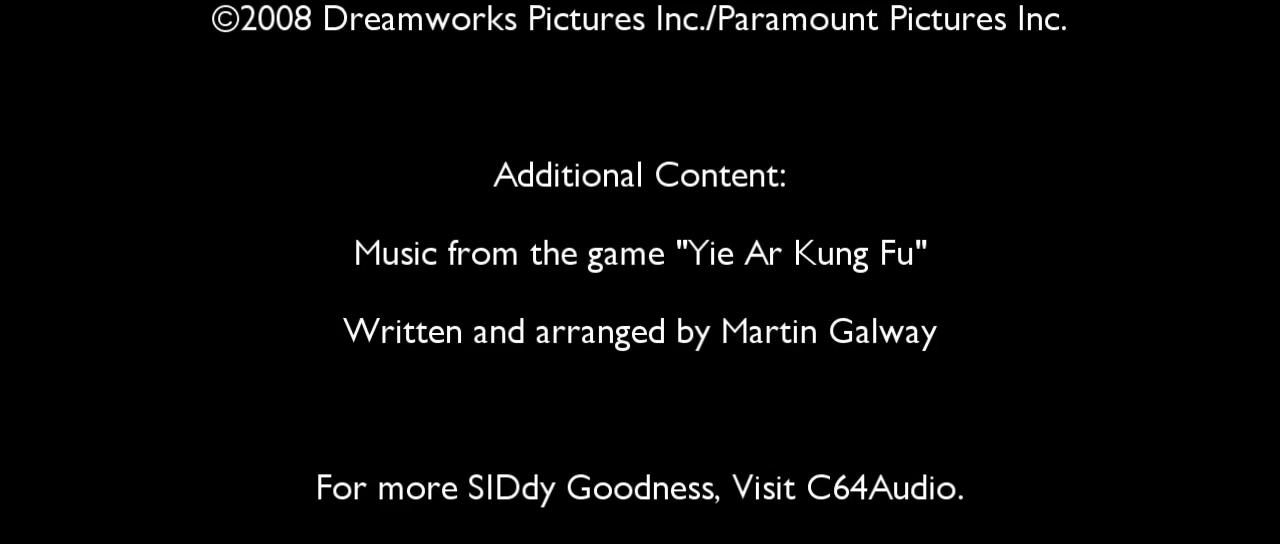 ©2008 Dreamworks Pictures Inc./Paramount Pictures Inc.
Additional Content:
Music from the game "Yie Ar Kung Fu"
Written and arranged by Martin Galway
For more SIDdy Goodness, Visit C64Audio.